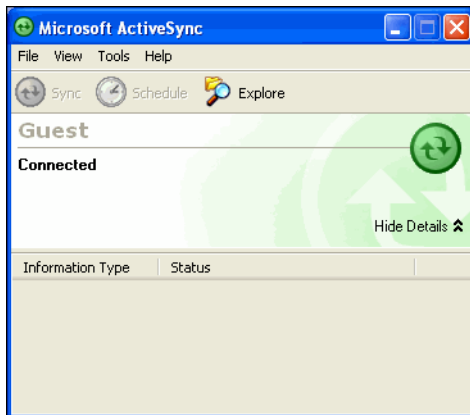 Microsoft ActiveSync
File View Tools Help
Sync Schedule Explore
Guest
Connected
Hide Details
Information Type Status